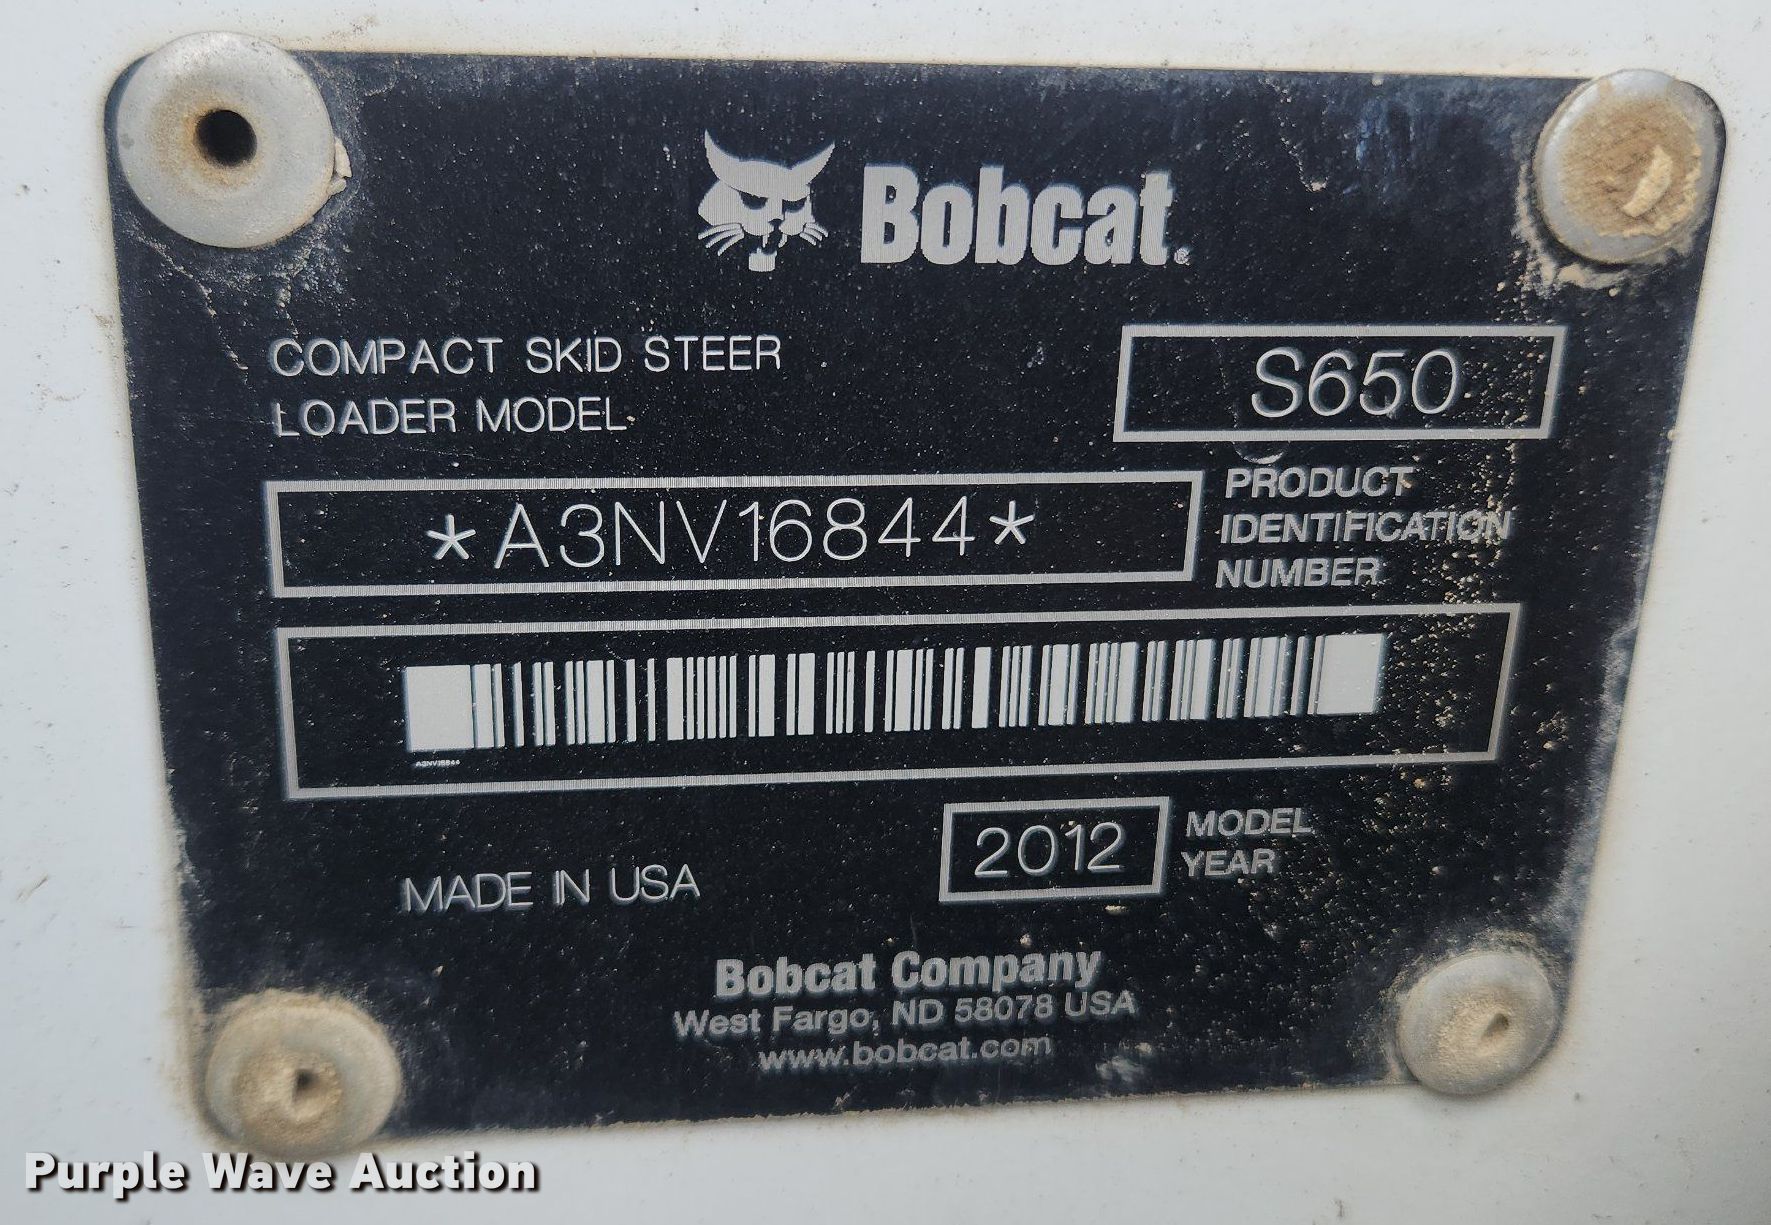 Bobcat®
COMPACT SKID STEER
LOADER MODEL
S650
*A3NV16844*
PRODUCT
IDENTIFICATION
NUMBER
A3NV16844
2012
MODEL
YEAR
MADE IN USA
Bobcat Company
West Fargo, ND 58078 USA
www.bobcat.com
Purple Wave Auction